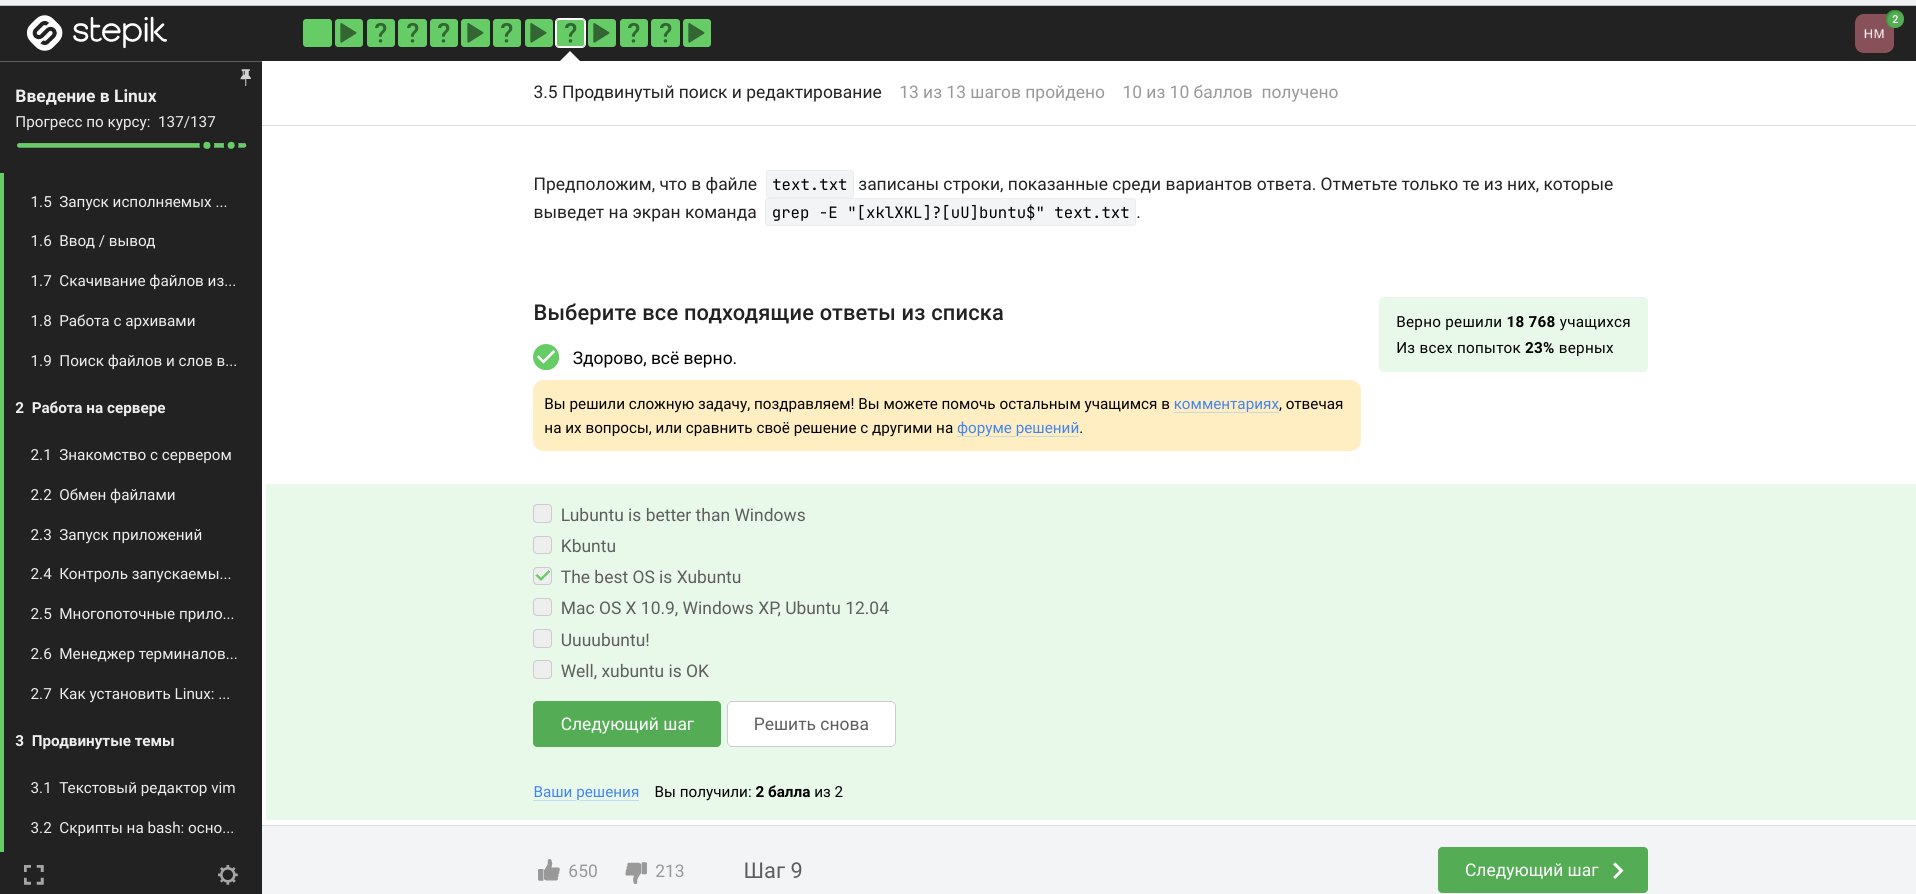 stepik
? ? ? ? ? ? ?
НМ
2
Введение в Linux
Прогресс по курсу: 137/137
1.5 Запуск исполняемых ...
1.6 Ввод / вывод
1.7 Скачивание файлов из...
1.8 Работа с архивами
1.9 Поиск файлов и слов в...
2 Работа на сервере
2.1 Знакомство с сервером
2.2 Обмен файлами
2.3 Запуск приложений
2.4 Контроль запускаемы...
2.5 Многопоточные прило...
2.6 Менеджер терминалов...
2.7 Как установить Linux: ...
3 Продвинутые темы
3.1 Текстовый редактор vim
3.2 Скрипты на bash: осно...
3.5 Продвинутый поиск и редактирование 13 из 13 шагов пройдено 10 из 10 баллов получено
Предположим, что в файле text.txt записаны строки, показанные среди вариантов ответа. Отметьте только те из них, которые
выведет на экран команда grep -E "[xklXKL]?[uU]buntu$" text.txt.
Выберите все подходящие ответы из списка
Здорово, всё верно.
Вы решили сложную задачу, поздравляем! Вы можете помочь остальным учащимся в комментариях, отвечая
на их вопросы, или сравнить своё решение с другими на форуме решений.
Верно решили 18 768 учащихся
Из всех попыток 23% верных
Lubuntu is better than Windows
Kbuntu
The best OS is Xubuntu
Mac OS X 10.9, Windows XP, Ubuntu 12.04
Uuuubuntu!
Well, xubuntu is OK
Следующий шаг
Решить снова
Ваши решения Вы получили: 2 балла из 2
650 213 Шаг 9
Следующий шаг